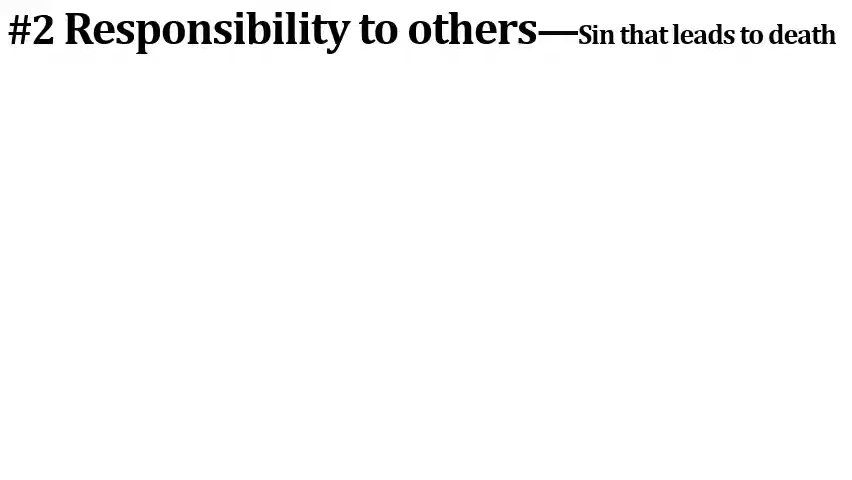 #2 Responsibility to others—Sin that leads to death